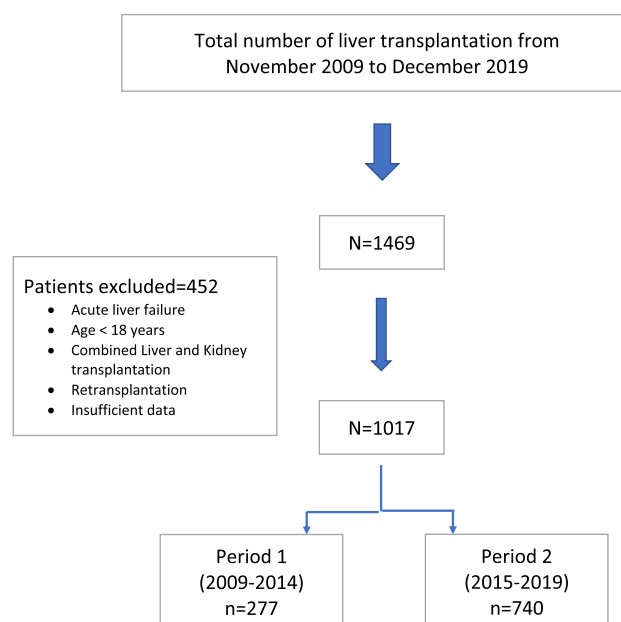 Total number of liver transplantation from
November 2009 to December 2019
N=1469
Patients excluded=452
• Acute liver failure
• Age < 18 years
• Combined Liver and Kidney
transplantation
• Retransplantation
• Insufficient data
N=1017
Period 1
(2009-2014)
n=277
Period 2
(2015-2019)
n=740